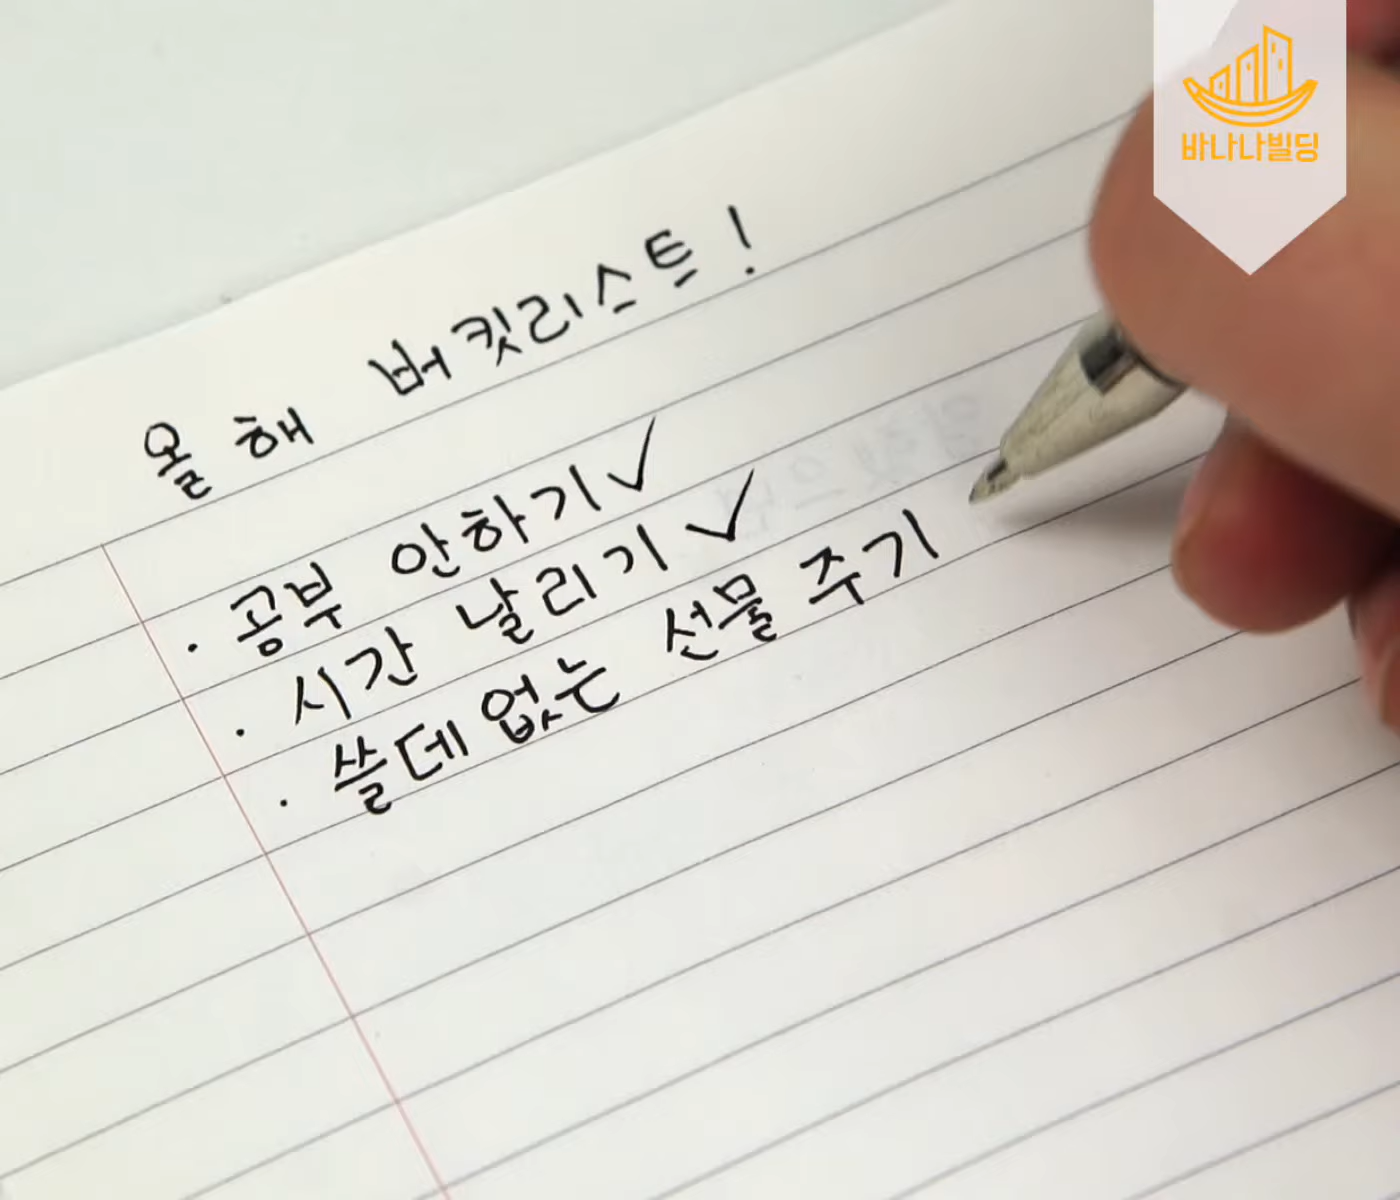 바나나빌딩
올해 버킷리스트!
· 공부 안하기✓
· 시간 날리기✓
· 쓸데없는 선물 주기